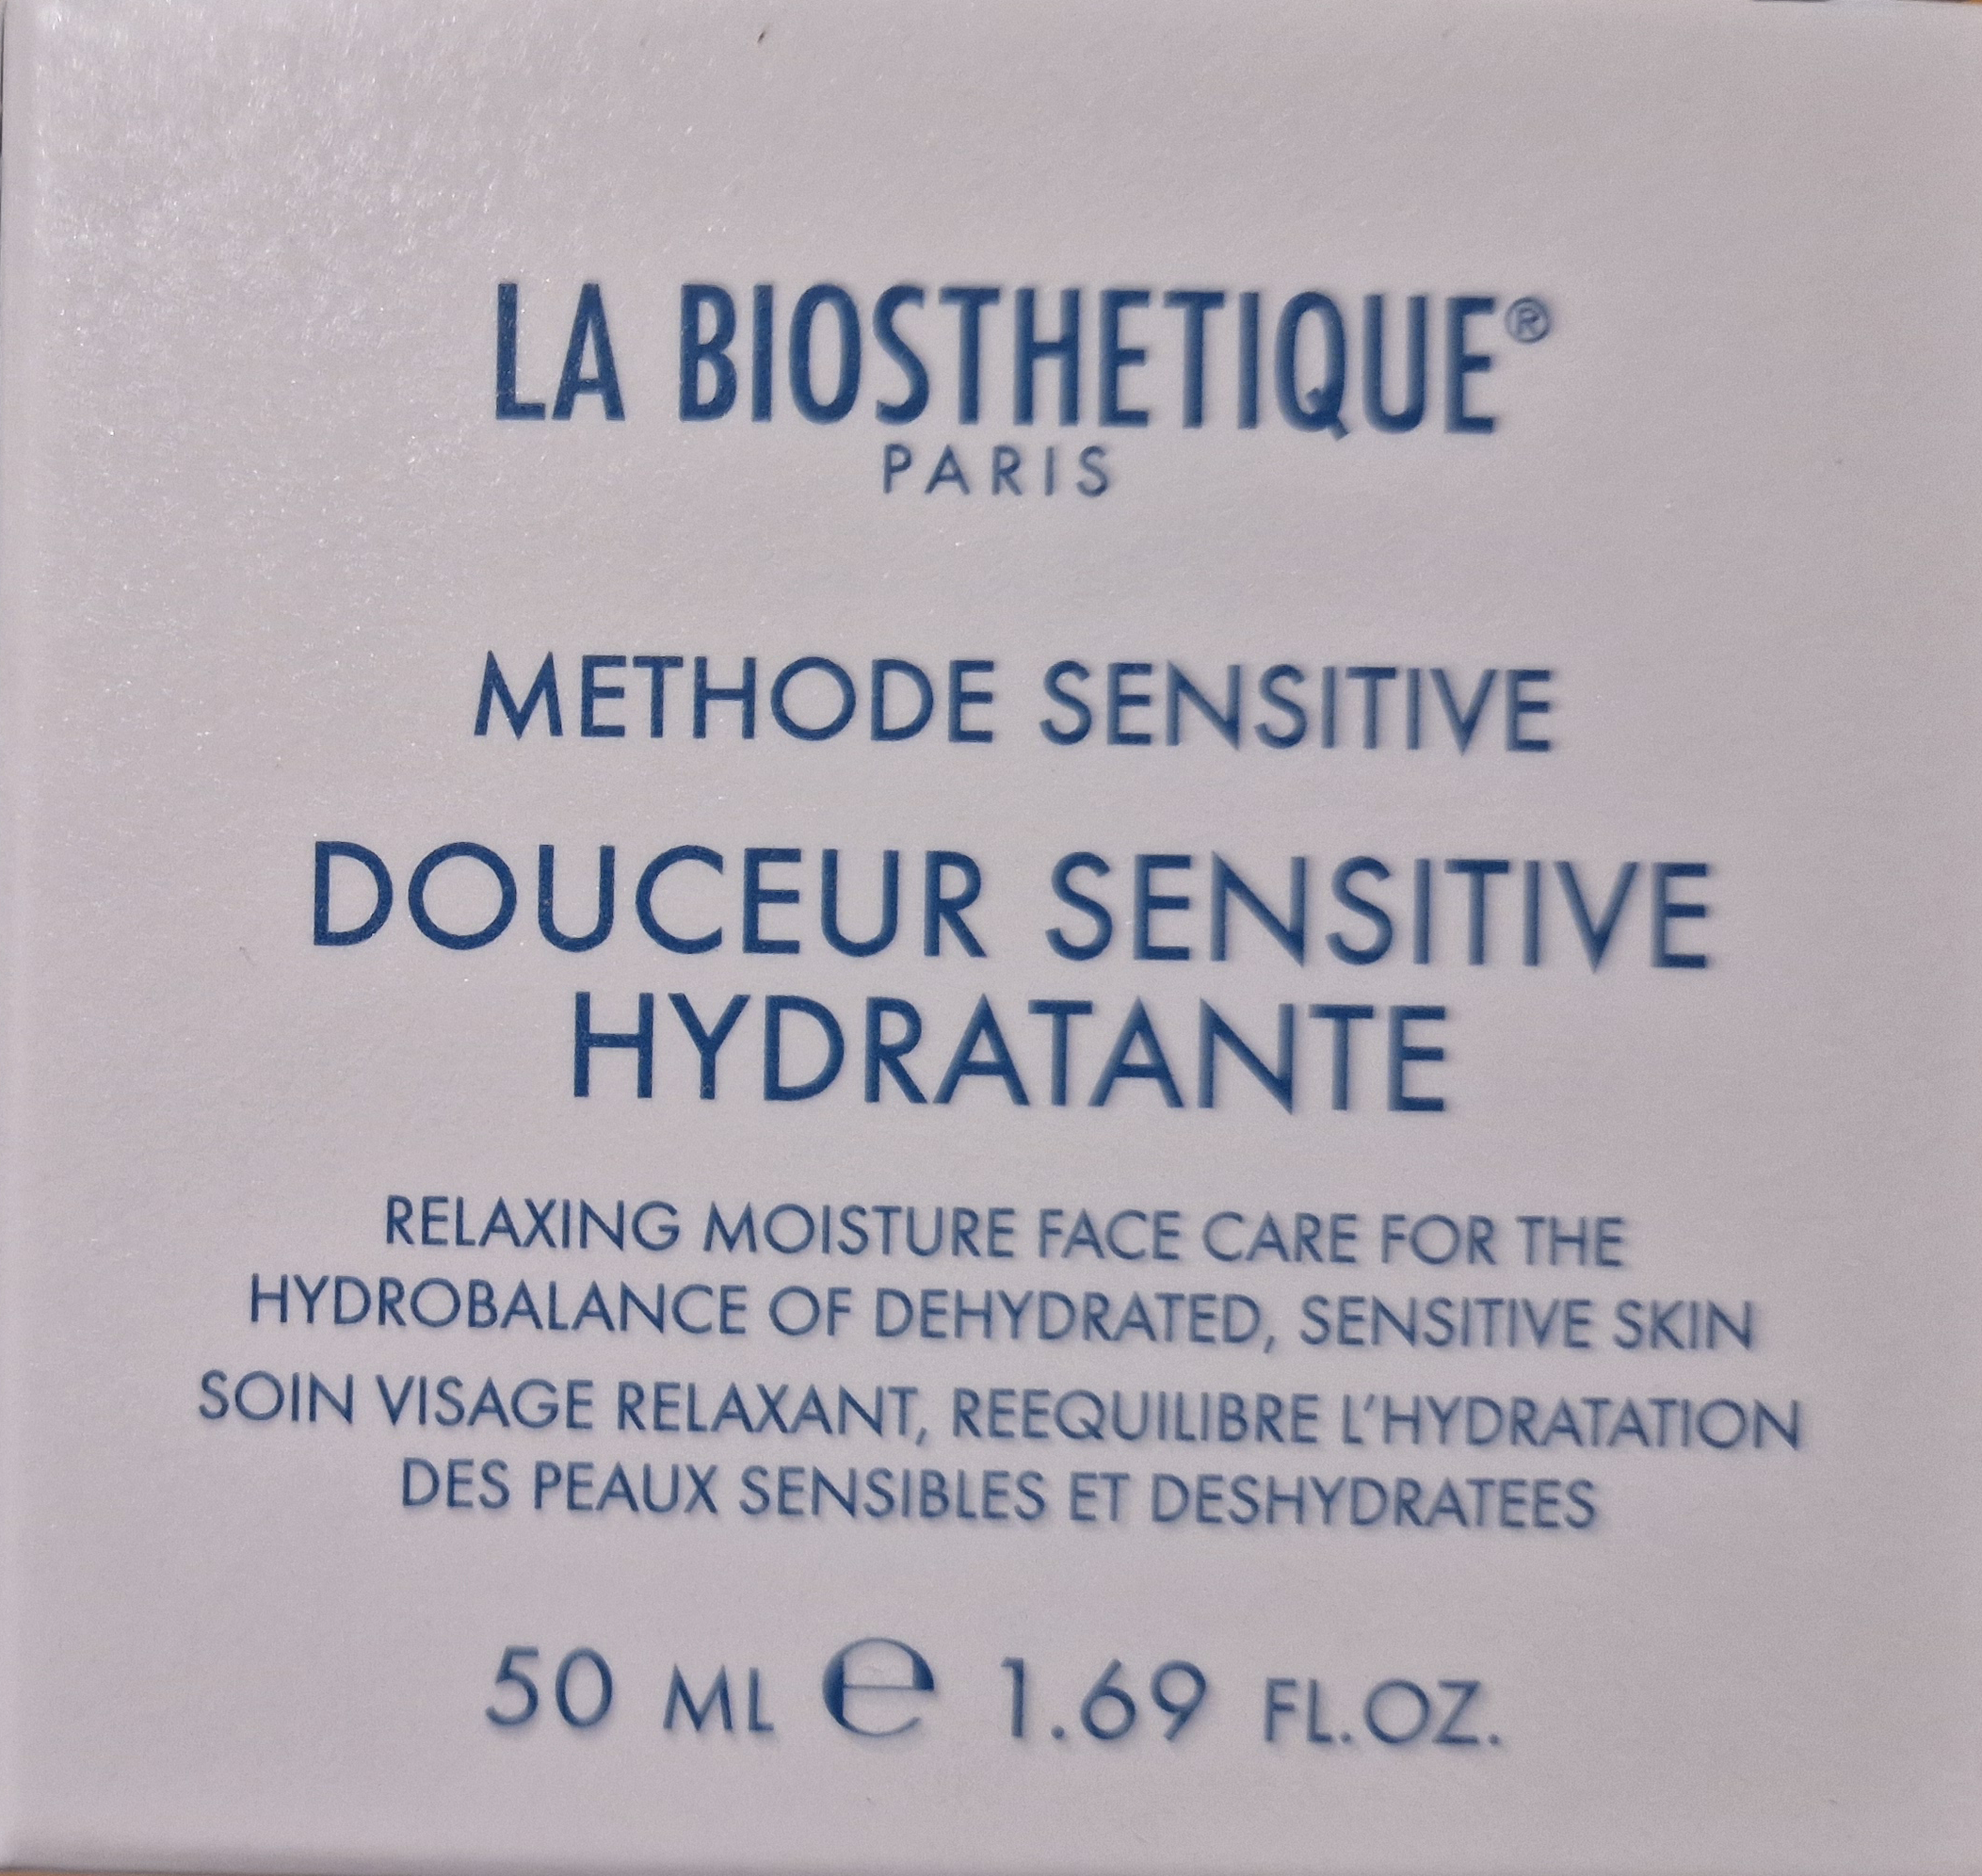 LA BIOSTHETIQUE®
PARIS
METHODE SENSITIVE
DOUCEUR SENSITIVE
HYDRATANTE
RELAXING MOISTURE FACE CARE FOR THE
HYDROBALANCE OF DEHYDRATED, SENSITIVE SKIN
SOIN VISAGE RELAXANT, REEQUILIBRE L'HYDRATATION
DES PEAUX SENSIBLES ET DESHYDRATEES
50 ML ℮ 1.69 FL.OZ.